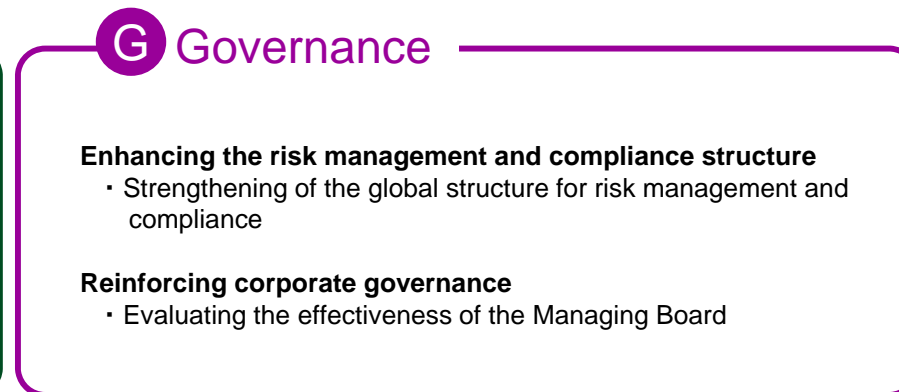 G Governance
Enhancing the risk management and compliance structure
・Strengthening of the global structure for risk management and
compliance
Reinforcing corporate governance
・Evaluating the effectiveness of the Managing Board